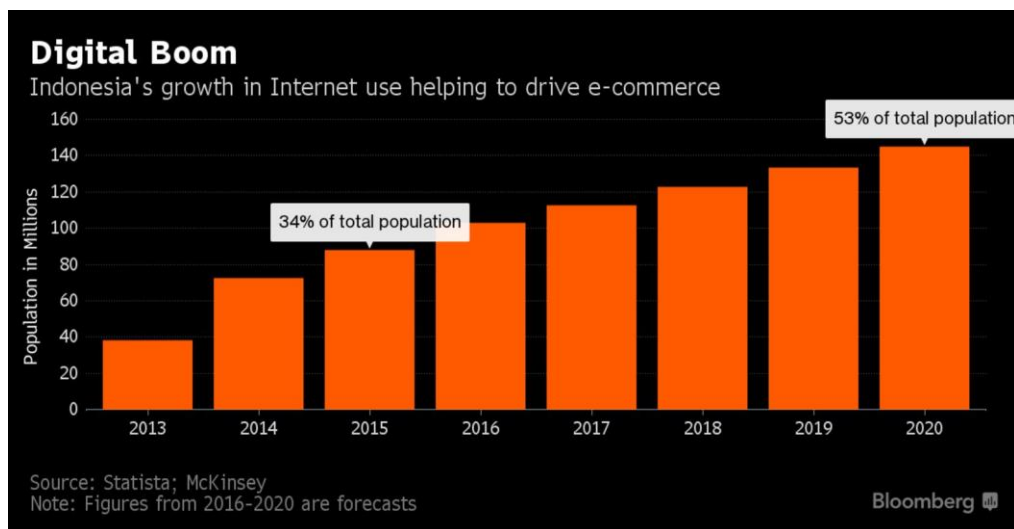 Digital Boom
Indonesia's growth in Internet use helping to drive e-commerce
160
140
120
100
80
60
40
20
0
Population in Millions
34% of total population
53% of total population
2013 2014 2015 2016 2017 2018 2019 2020
Source: Statista; McKinsey
Note: Figures from 2016-2020 are forecasts
Bloomberg